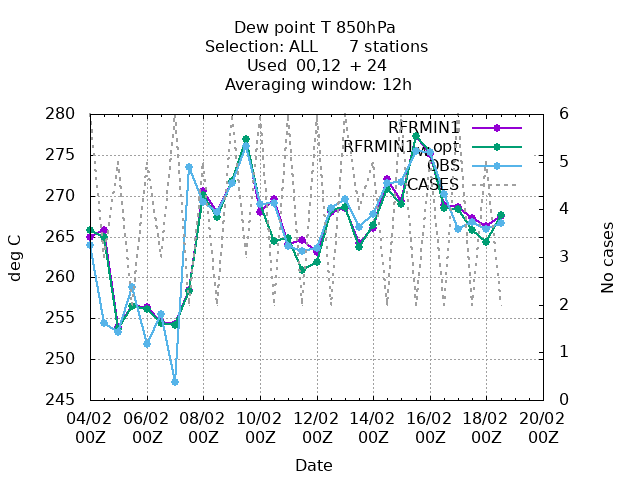 Dew point T 850hPa
Selection: ALL 7 stations
Used 00,12 + 24
Averaging window: 12h
280
275
270
265
260
255
250
245
deg C
6
5
4
3
2
1
0
No cases
RFRMIN1
RFRMIN1_opt
OBS
CASES
04/02 06/02 08/02 10/02 12/02 14/02 16/02 18/02 20/02
00Z 00Z 00Z 00Z 00Z 00Z 00Z 00Z 00Z
Date